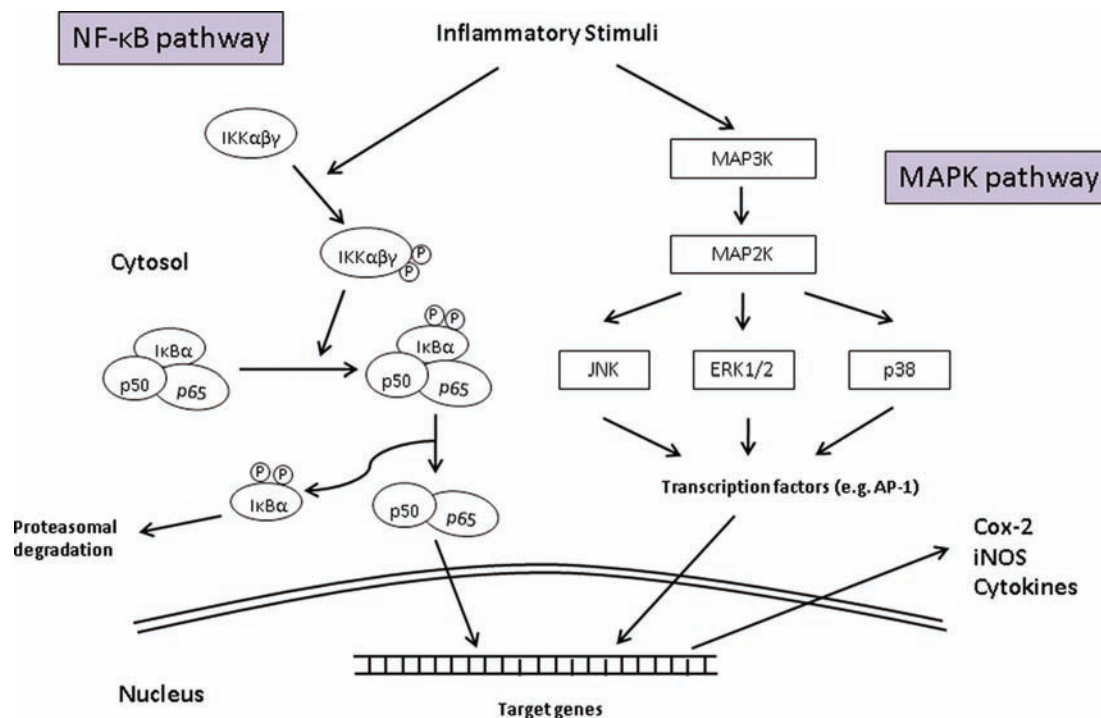 NF-κB pathway
Inflammatory Stimuli
IKKαβγ
MAP3K
MAPK pathway
MAP2K
Cytosol
IKKαβγ
P
P
P
P
IκBα
p50
p65
IκBα
p50
p65
JNK
ERK1/2
p38
P
P
IκBα
p50
p65
Transcription factors (e.g. AP-1)
Proteasomal
degradation
Cox-2
iNOS
Cytokines
Nucleus
Target genes